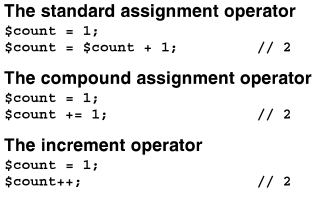 The standard assignment operator
$count = 1;
$count = $count + 1; // 2
The compound assignment operator
$count = 1;
$count += 1; // 2
The increment operator
$count = 1;
$count++; // 2